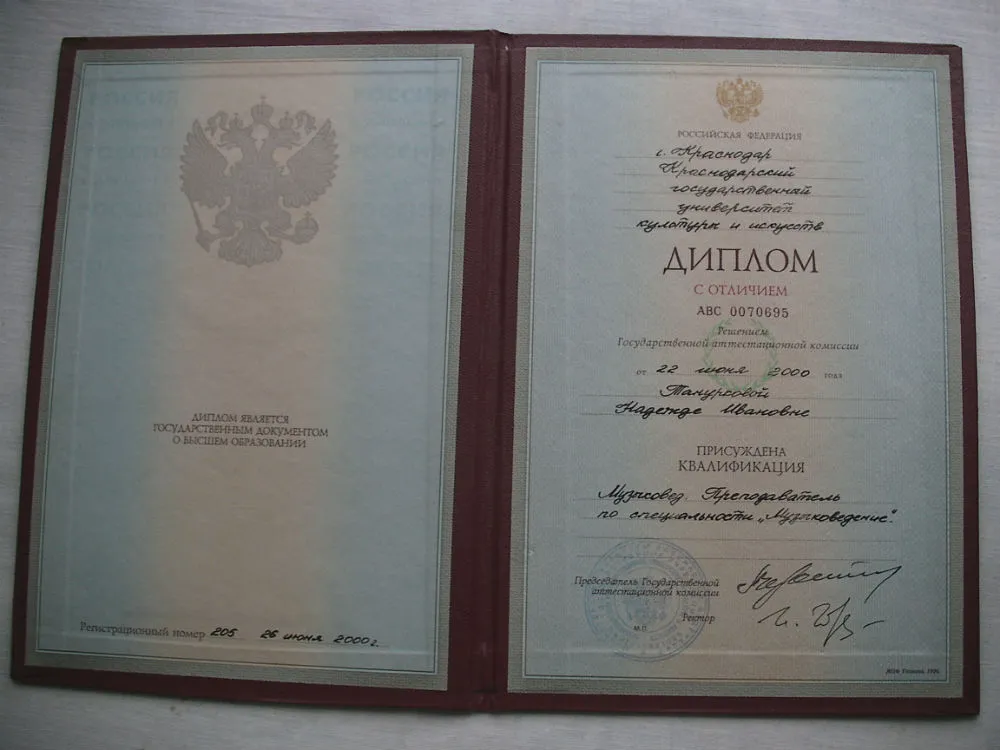 ДИПЛОМ ЯВЛЯЕТСЯ
ГОСУДАРСТВЕННЫМ ДОКУМЕНТОМ
О ВЫСШЕМ ОБРАЗОВАНИИ
Регистрационный номер 205 26 июня 2000 г.
РОССИЙСКАЯ ФЕДЕРАЦИЯ
г. Краснодар
Краснодарский
государственный
университет
культуры и искусств
ДИПЛОМ
С ОТЛИЧИЕМ
АВС 0070695
Решением
Государственной аттестационной комиссии
от 22 июня 2000 года
Надежде Ивановне
ПРИСУЖДЕНА
КВАЛИФИКАЦИЯ
Музыковед. Преподаватель
по специальности „Музыковедение".
Председатель Государственной
аттестационной комиссии
Ректор
М.П.